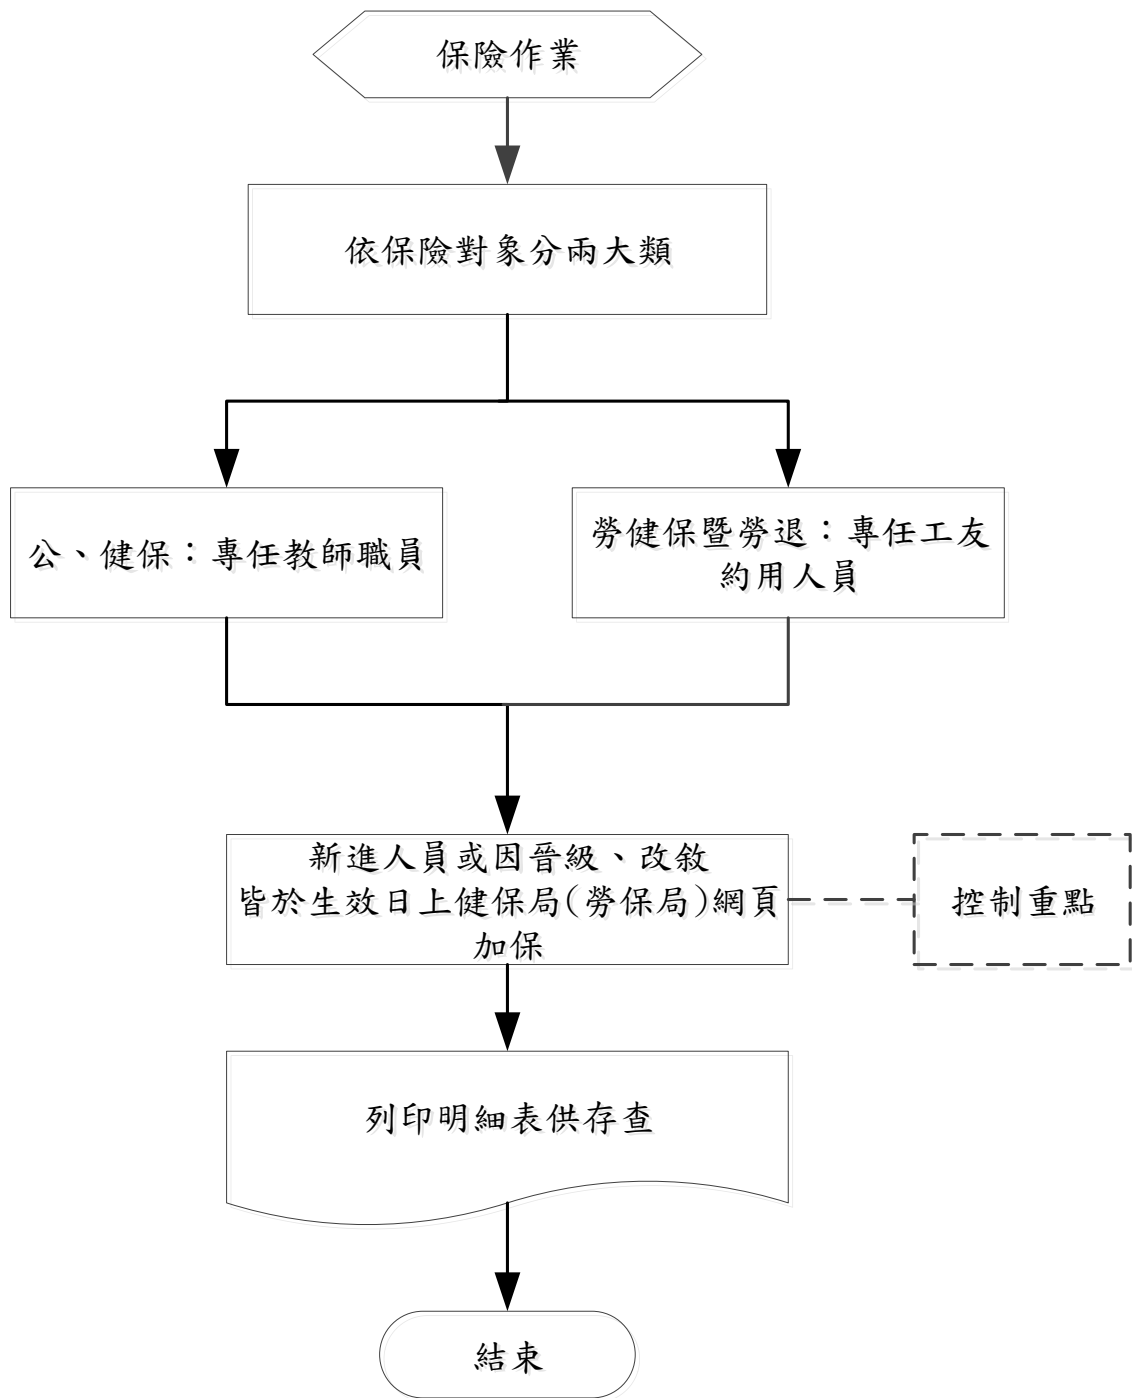 保險作業
依保險對象分兩大類
公、健保：專任教師職員
勞健保暨勞退：專任工友
約用人員
新進人員或因晉級、改敘
皆於生效日上健保局(勞保局)網頁
加保
控制重點
列印明細表供存查
結束